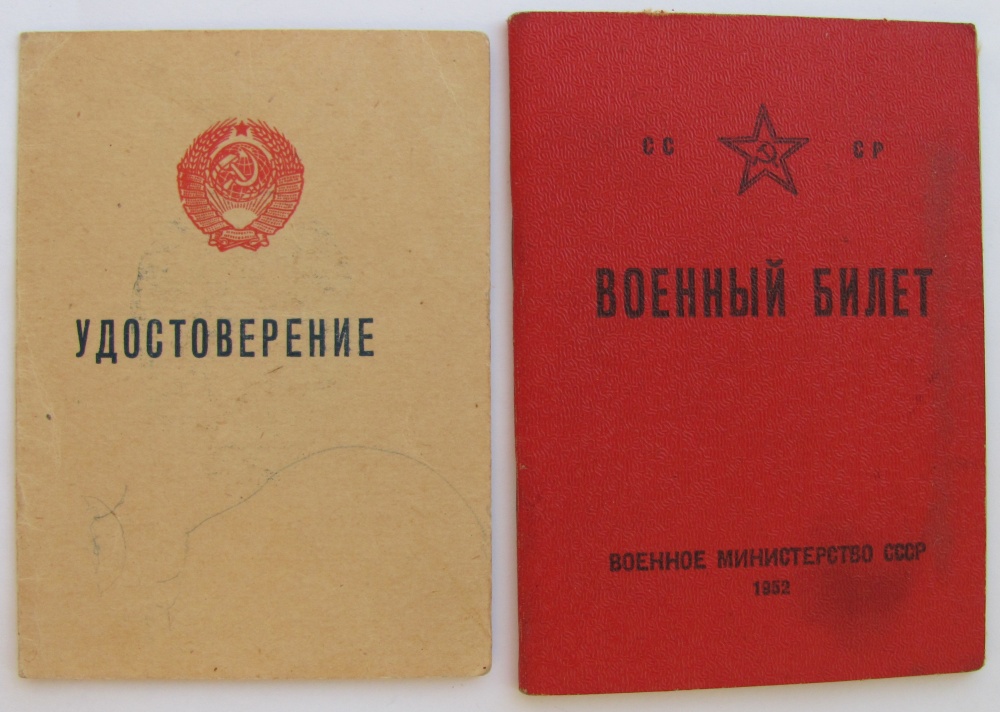 УДОСТОВЕРЕНИЕ
СС СР
ВОЕННЫЙ БИЛЕТ
ВОЕННОЕ МИНИСТЕРСТВО СССР
1952